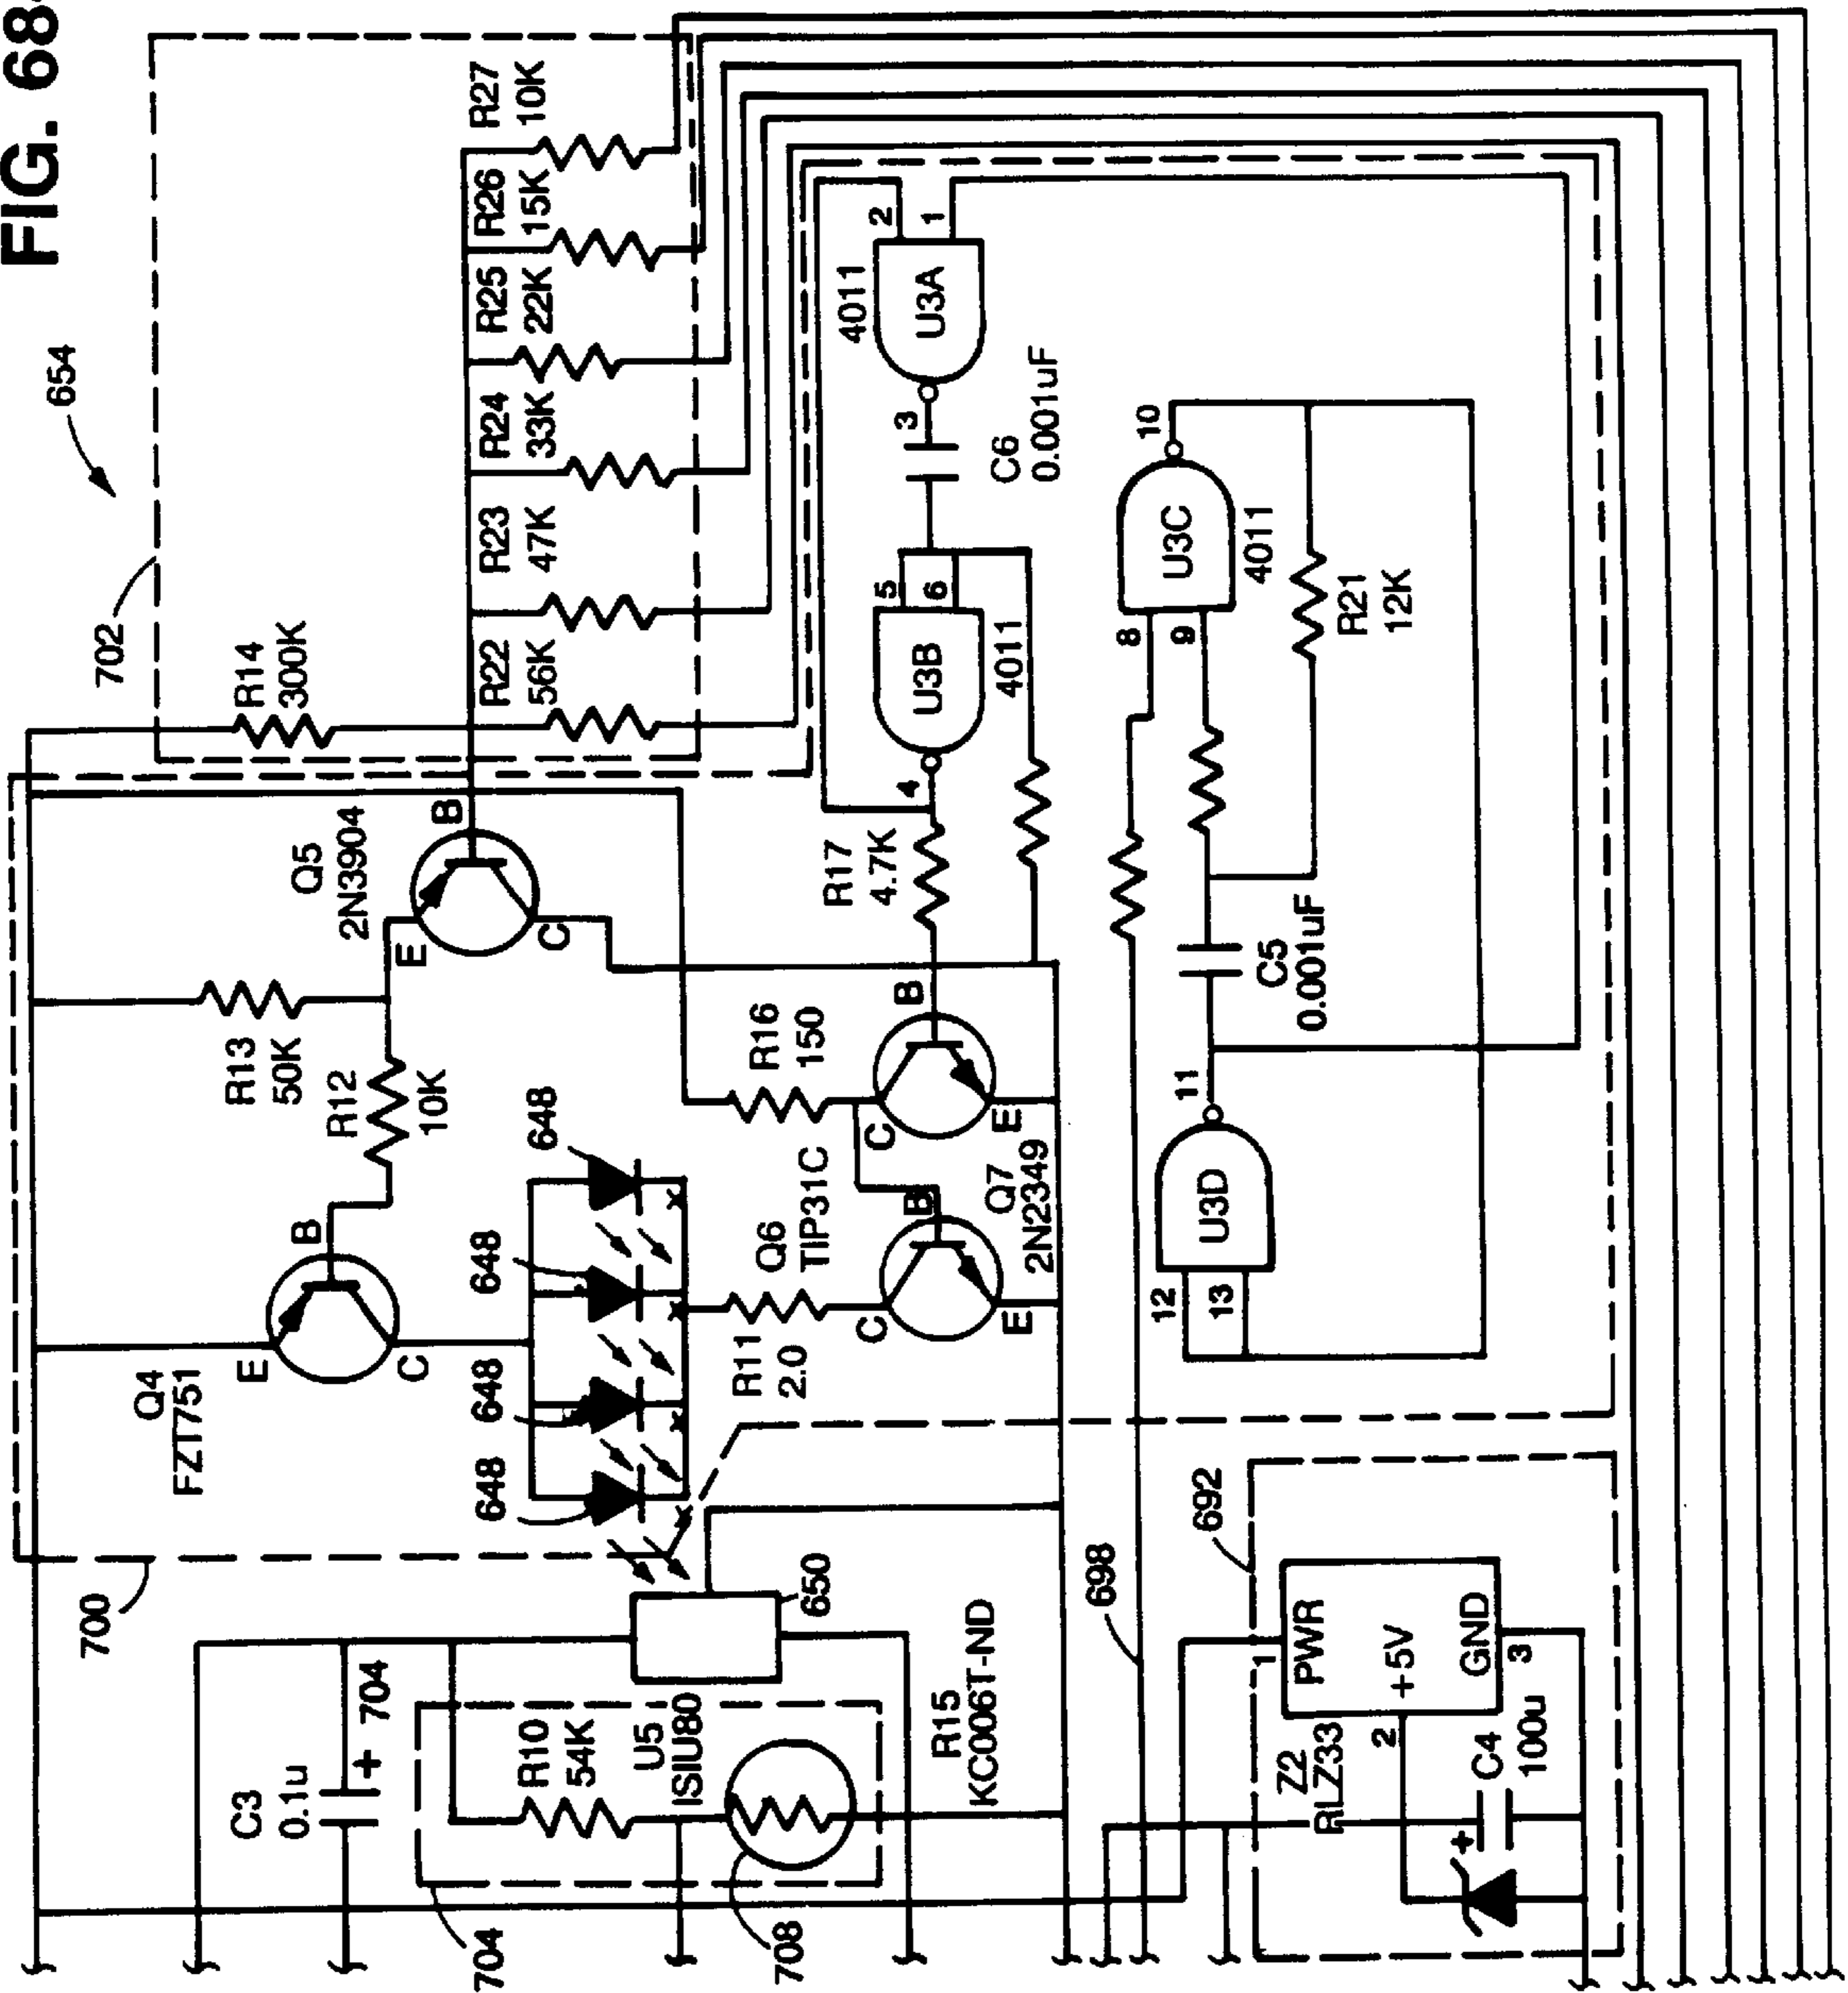 FIG. 68
654
702
R27
10K
R26
15K
R25
22K
R24
33K
R23
47K
R22
56K
R14
300K
Q5
2N3904
B
E
C
R13
50K
R12
10K
Q4
FZT751
B
E
C
648
648
648
648
700
R11
2.0
Q6
TIP31C
B
C
E
R16
150
Q7
2N2349
B
C
E
R17
4.7K
4
U3B
4011
5
6
C6
0.001uF
3
U3A
4011
2
1
10
U3C
4011
8
9
R21
12K
C5
0.001uF
11
U3D
12
13
C3
0.1u
+
704
650
R10
54K
U5
ISIU80
R15
KC006T-ND
704
708
698
692
1
PWR
+5V
GND
2
3
Z2
RLZ33
+
C4
100u